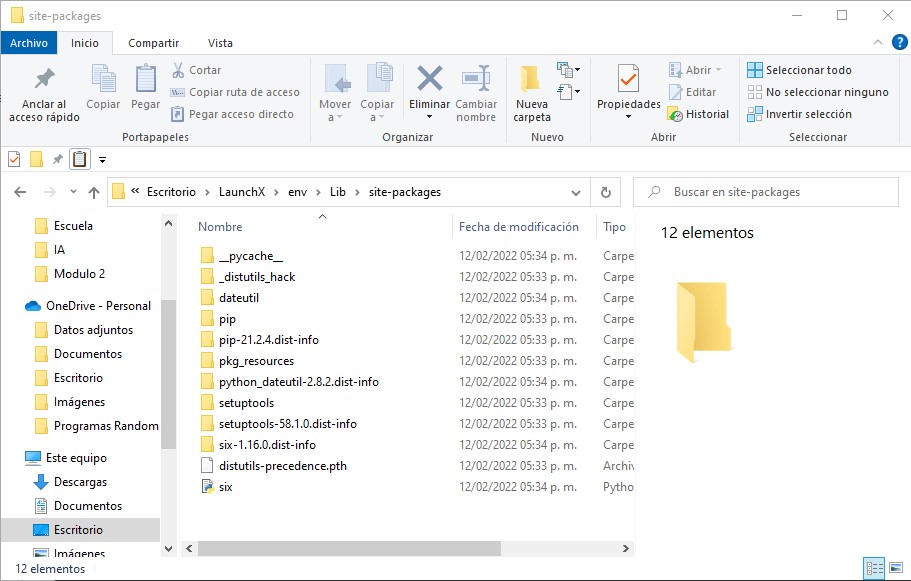 site-packages
Archivo Inicio Compartir Vista
Anclar al acceso rápido
Copiar
Pegar
Cortar
Copiar ruta de acceso
Pegar acceso directo
Portapapeles
Mover a
Copiar a
Eliminar
Cambiar nombre
Organizar
Nueva carpeta
Nuevo
Propiedades
Abrir
Editar
Historial
Abrir
Seleccionar todo
No seleccionar ninguno
Invertir selección
Seleccionar
« Escritorio > LaunchX > env > Lib > site-packages
Buscar en site-packages
Escuela
IA
Modulo 2
OneDrive - Personal
Datos adjuntos
Documentos
Escritorio
Imágenes
Programas Random
Este equipo
Descargas
Documentos
Escritorio
Imágenes
Nombre Fecha de modificación Tipo
__pycache__ 12/02/2022 05:34 p. m. Carpe
_distutils_hack 12/02/2022 05:33 p. m. Carpe
dateutil 12/02/2022 05:34 p. m. Carpe
pip 12/02/2022 05:33 p. m. Carpe
pip-21.2.4.dist-info 12/02/2022 05:33 p. m. Carpe
pkg_resources 12/02/2022 05:33 p. m. Carpe
python_dateutil-2.8.2.dist-info 12/02/2022 05:34 p. m. Carpe
setuptools 12/02/2022 05:33 p. m. Carpe
setuptools-58.1.0.dist-info 12/02/2022 05:33 p. m. Carpe
six-1.16.0.dist-info 12/02/2022 05:34 p. m. Carpe
distutils-precedence.pth 12/02/2022 05:33 p. m. Archiv
six 12/02/2022 05:34 p. m. Pytho
12 elementos
12 elementos